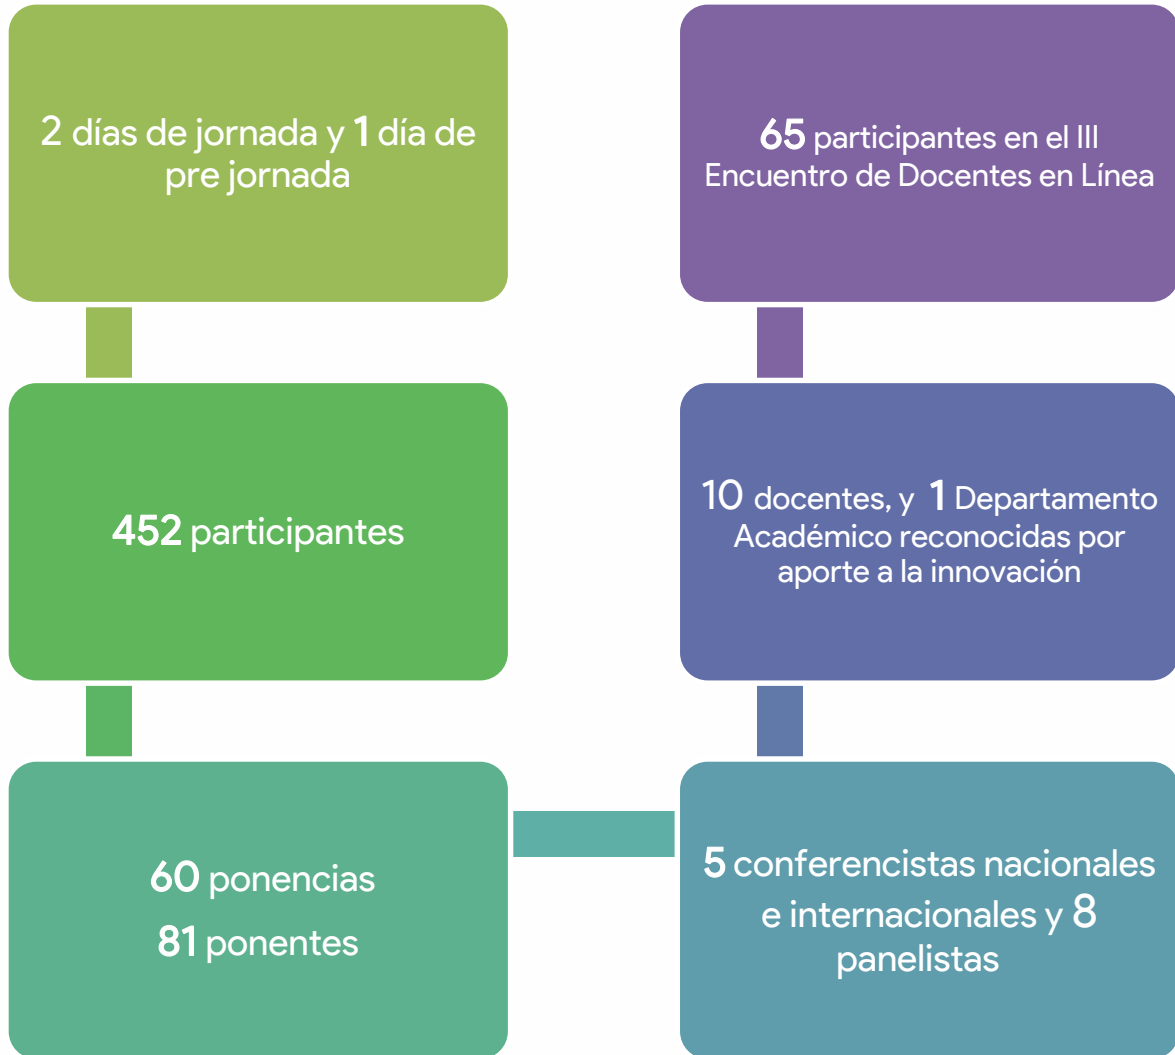 2 días de jornada y 1 día de
pre jornada
452 participantes
60 ponencias
81 ponentes
5 conferencistas nacionales
e internacionales y 8
panelistas
10 docentes, y 1 Departamento
Académico reconocidas por
aporte a la innovación
65 participantes en el III
Encuentro de Docentes en Línea